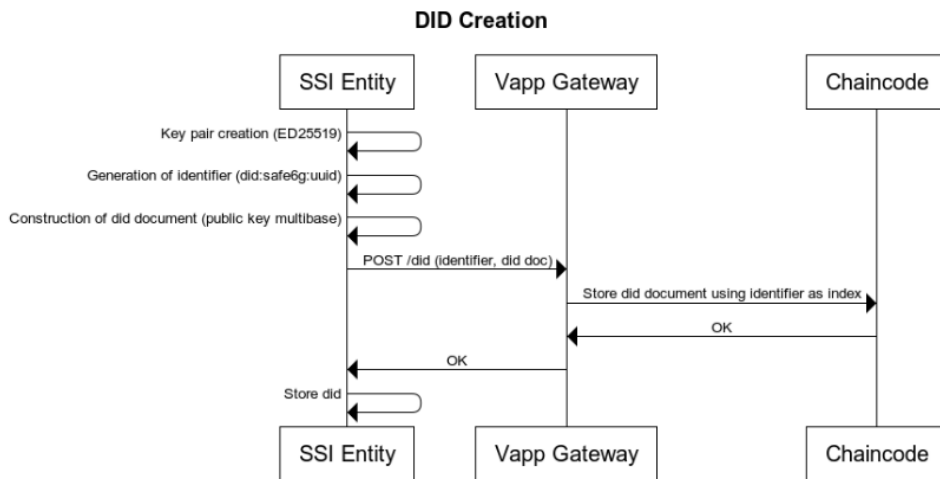 DID Creation
SSI Entity
Vapp Gateway
Chaincode
Key pair creation (ED25519)
Generation of identifier (did:safe6g:uuid)
Construction of did document (public key multibase)
POST /did (identifier, did doc)
Store did document using identifier as index
OK
OK
Store did
SSI Entity
Vapp Gateway
Chaincode